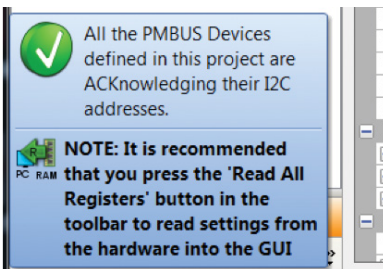 All the PMBUS Devices
defined in this project are
ACKnowledging their I2C
addresses.
NOTE: It is recommended
that you press the 'Read All
Registers' button in the
toolbar to read settings from
the hardware into the GUI
R
PC RAM